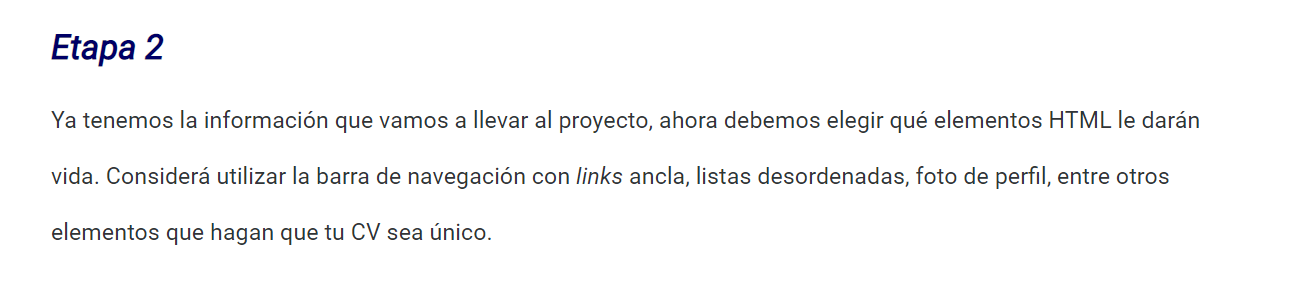 Etapa 2
Ya tenemos la información que vamos a llevar al proyecto, ahora debemos elegir qué elementos HTML le darán
vida. Considerá utilizar la barra de navegación con links ancla, listas desordenadas, foto de perfil, entre otros
elementos que hagan que tu CV sea único.